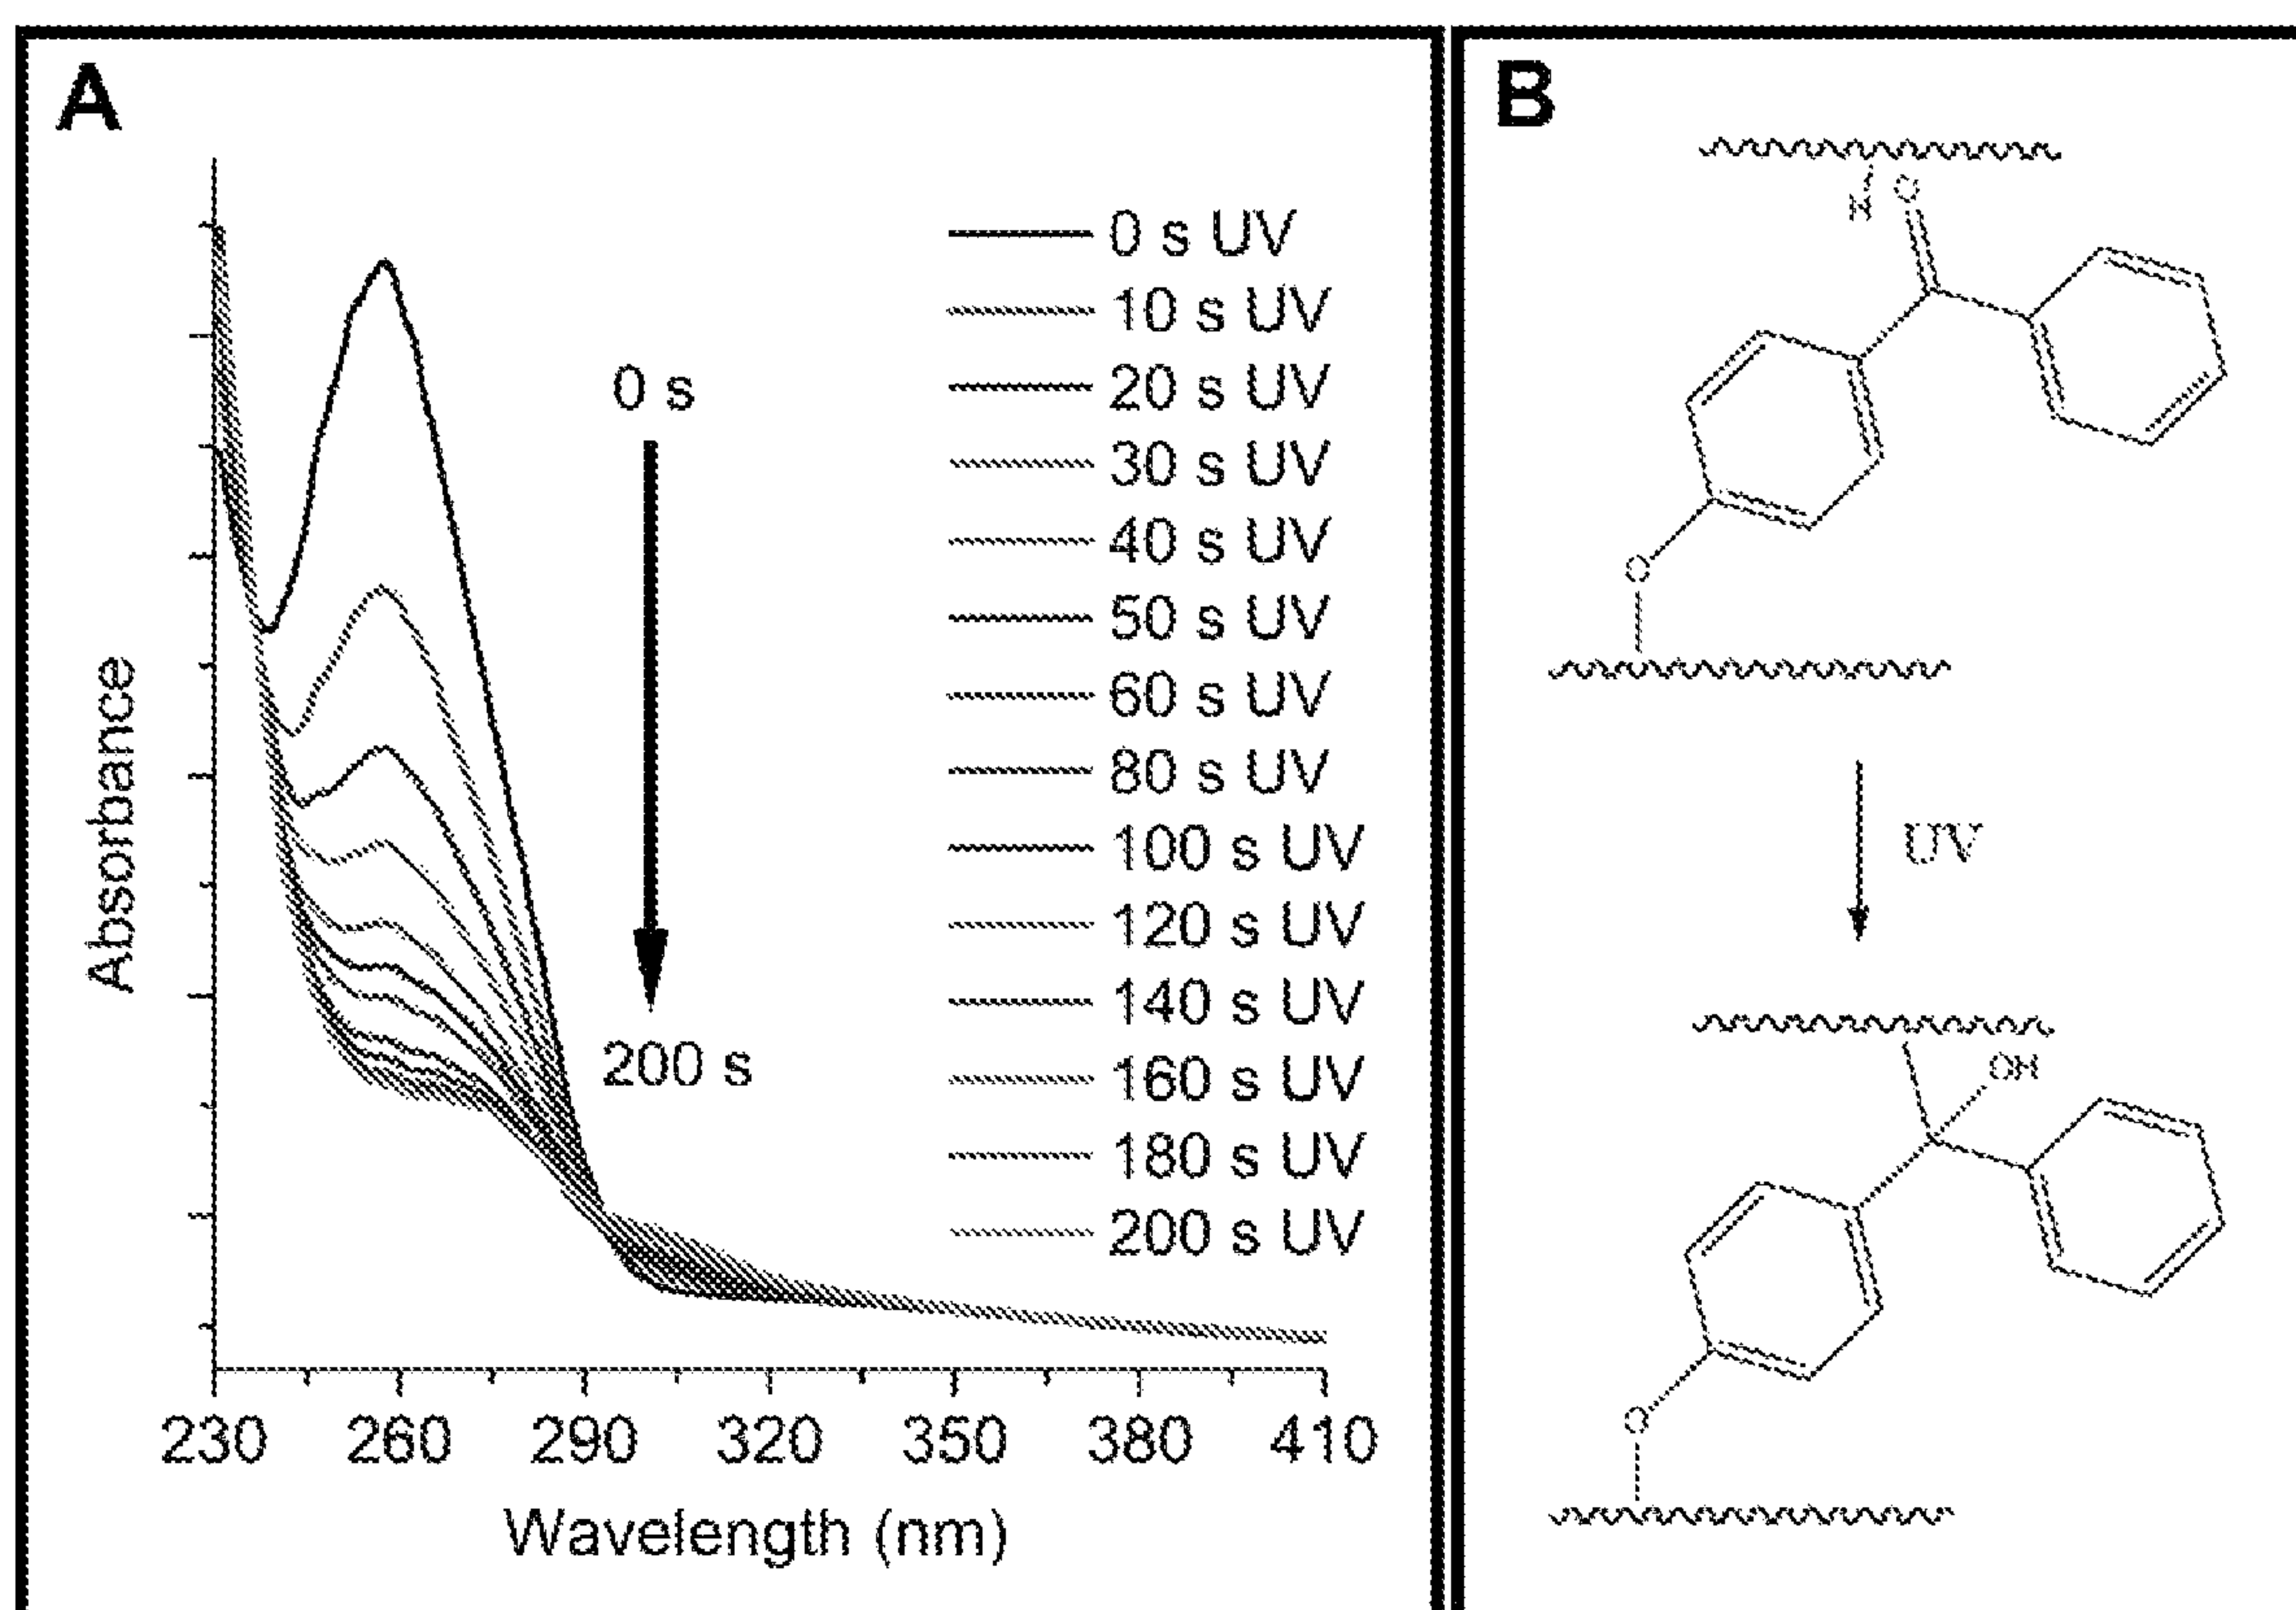 A
Absorbance
0 s
200 s
0 s UV
10 s UV
20 s UV
30 s UV
40 s UV
50 s UV
60 s UV
80 s UV
100 s UV
120 s UV
140 s UV
160 s UV
180 s UV
200 s UV
230 260 290 320 350 380 410
Wavelength (nm)
B
H O
O
UV
OH
O